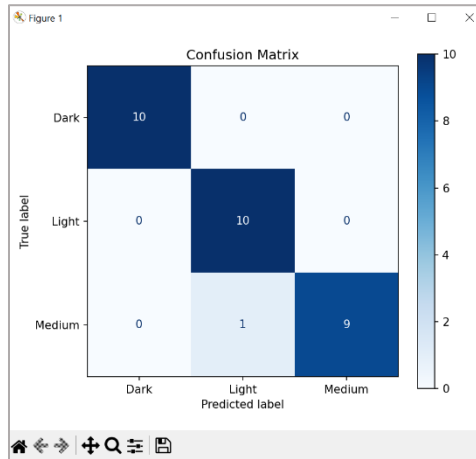 Figure 1
Confusion Matrix
True label
Dark
Light
Medium
10 0 0
0 10 0
0 1 9
Dark Light Medium
Predicted label
10
8
6
4
2
0